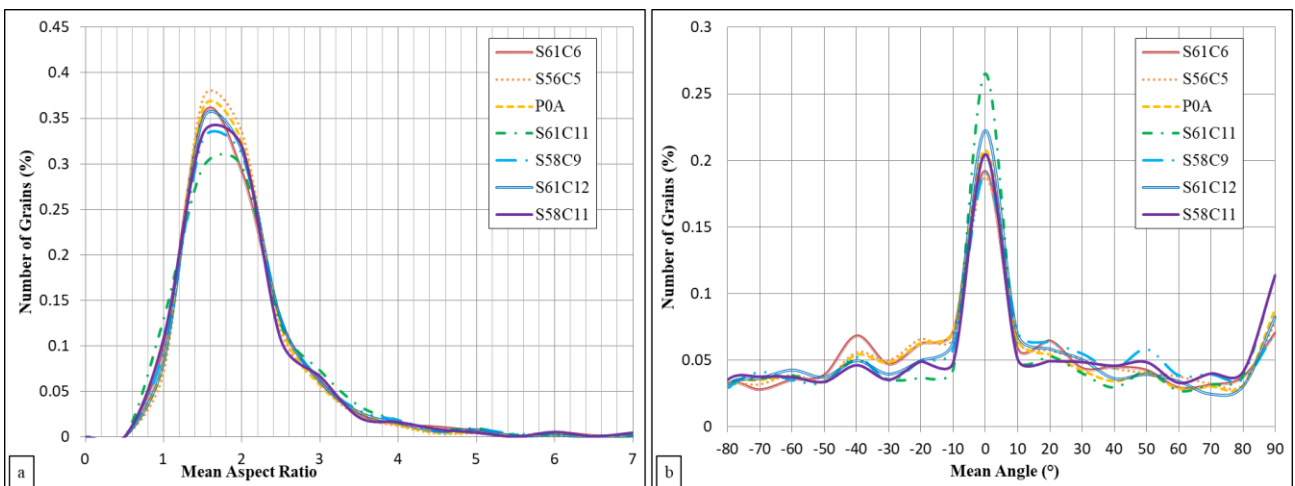 0.45
0.4
0.35
0.3
0.25
0.2
0.15
0.1
0.05
0
Number of Grains (%)
S61C6
S56C5
P0A
S61C11
S58C9
S61C12
S58C11
0 1 2 3 4 5 6 7
Mean Aspect Ratio
a
0.3
0.25
0.2
0.15
0.1
0.05
0
Number of Grains (%)
S61C6
S56C5
P0A
S61C11
S58C9
S61C12
S58C11
-80 -70 -60 -50 -40 -30 -20 -10 0 10 20 30 40 50 60 70 80 90
Mean Angle (°)
b